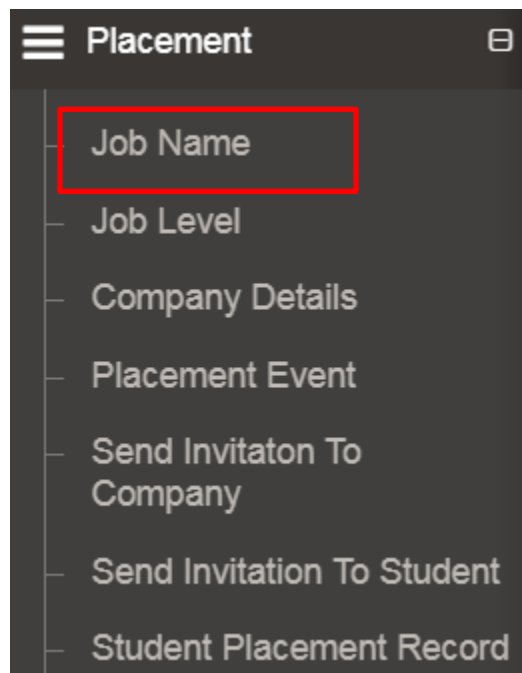 Placement
Job Name
Job Level
Company Details
Placement Event
Send Invitaton To
Company
Send Invitation To Student
Student Placement Record